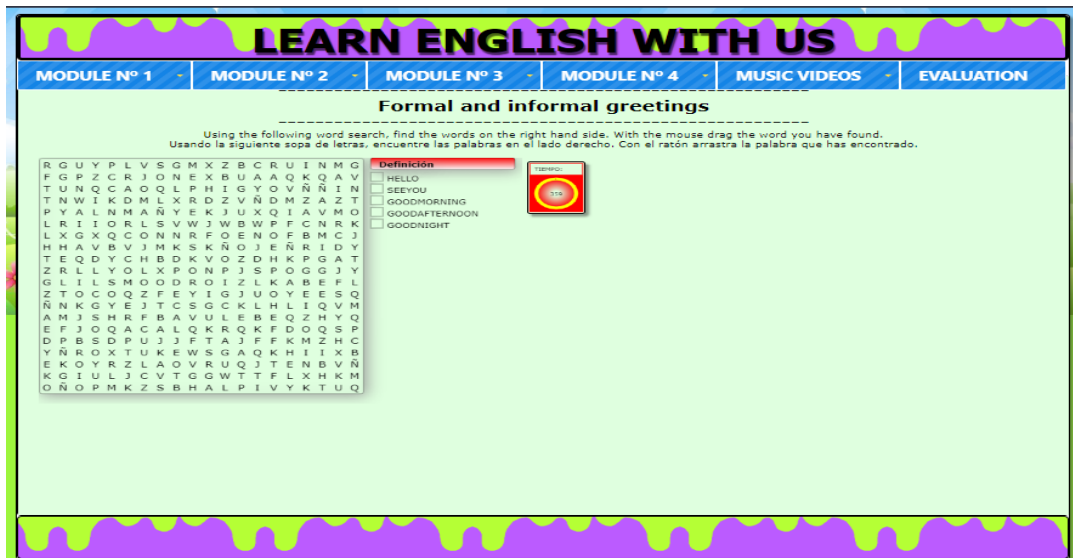 LEARN ENGLISH WITH US
MODULE Nº 1 MODULE Nº 2 MODULE Nº 3 MODULE Nº 4 MUSIC VIDEOS EVALUATION
Formal and informal greetings
Using the following word search, find the words on the right hand side. With the mouse drag the word you have found.
Usando la siguiente sopa de letras, encuentre las palabras en el lado derecho. Con el ratón arrastra la palabra que has encontrado.
R G U Y P L V S G M X Z B C R U I N M G
F G P Z C R J O N E X B U A A Q K Q A V
T U N Q C A O Q L P H I G Y O V Ñ Ñ I N
T N W I K D M L X R D Z V Ñ D M Z A Z T
P Y A L N M A Ñ Y E K J U X Q I A V M O
L R I I O R L S V W J W B W P F C N R K
L X G X Q C O N N R F O E N O F B M C J
H H A V B V J M K S K Ñ O J E Ñ R I D Y
T E Q D Y C H B D K V O Z D H K P G A T
Z R L L Y O L X P O N P J S P O G G J Y
G L I L S M O O D R O I Z L K A B E F L
Z T O C O Q Z F E Y I G J U O Y E E S Q
Ñ N K G Y E J T C S G C K L H L I Q V M
A M J S H R F B A V U L E B E Q Z H Y Q
E F J O Q A C A L Q K R Q K F D O Q S P
D P B S D P U J J F T A J F F K M Z H C
Y Ñ R O X T U K E W S G A Q K H I I X B
E K O Y R Z L A O V R U Q J T E N B V Ñ
K G I U L J C V T G G W T T F L X H K M
O Ñ O P M K Z S B H A L P I V Y K T U Q
Definición
HELLO
SEEYOU
GOODMORNING
GOODAFTERNOON
GOODNIGHT
TIEMPO: